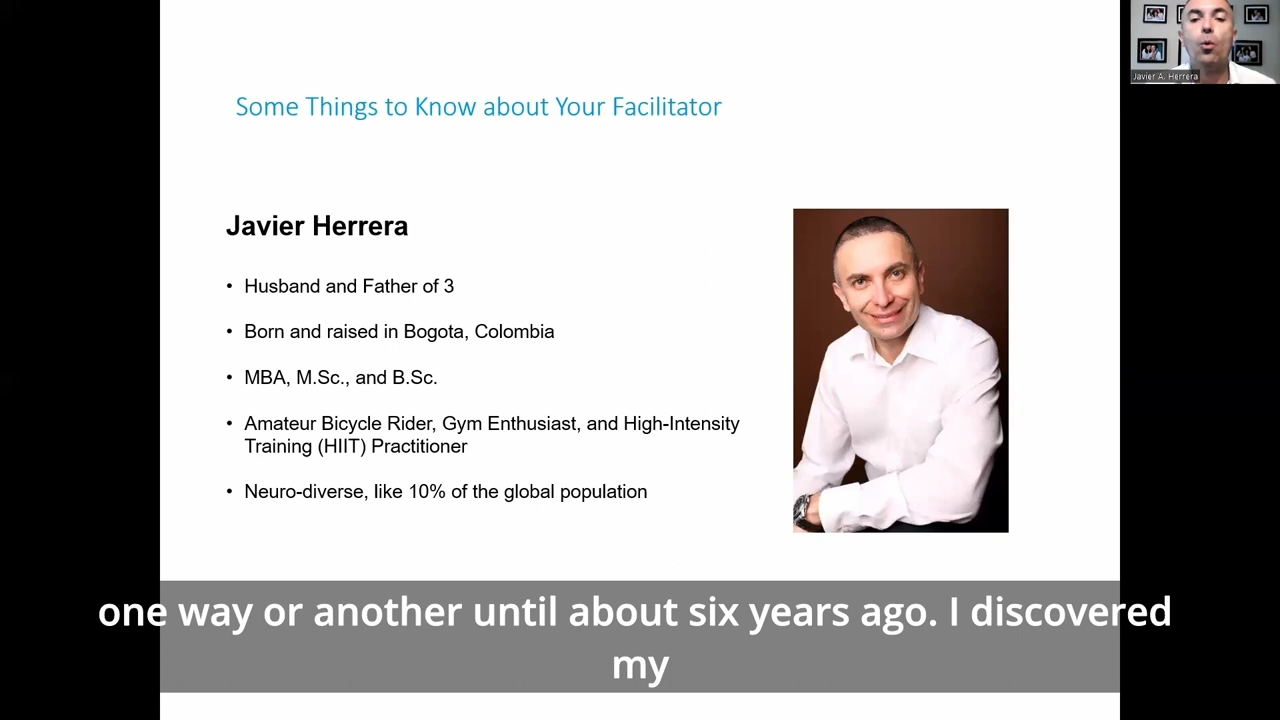 Some Things to Know about Your Facilitator
Javier A. Herrera
Javier Herrera
• Husband and Father of 3
• Born and raised in Bogota, Colombia
• MBA, M.Sc., and B.Sc.
• Amateur Bicycle Rider, Gym Enthusiast, and High-Intensity
Training (HIIT) Practitioner
• Neuro-diverse, like 10% of the global population
one way or another until about six years ago. I discovered
my